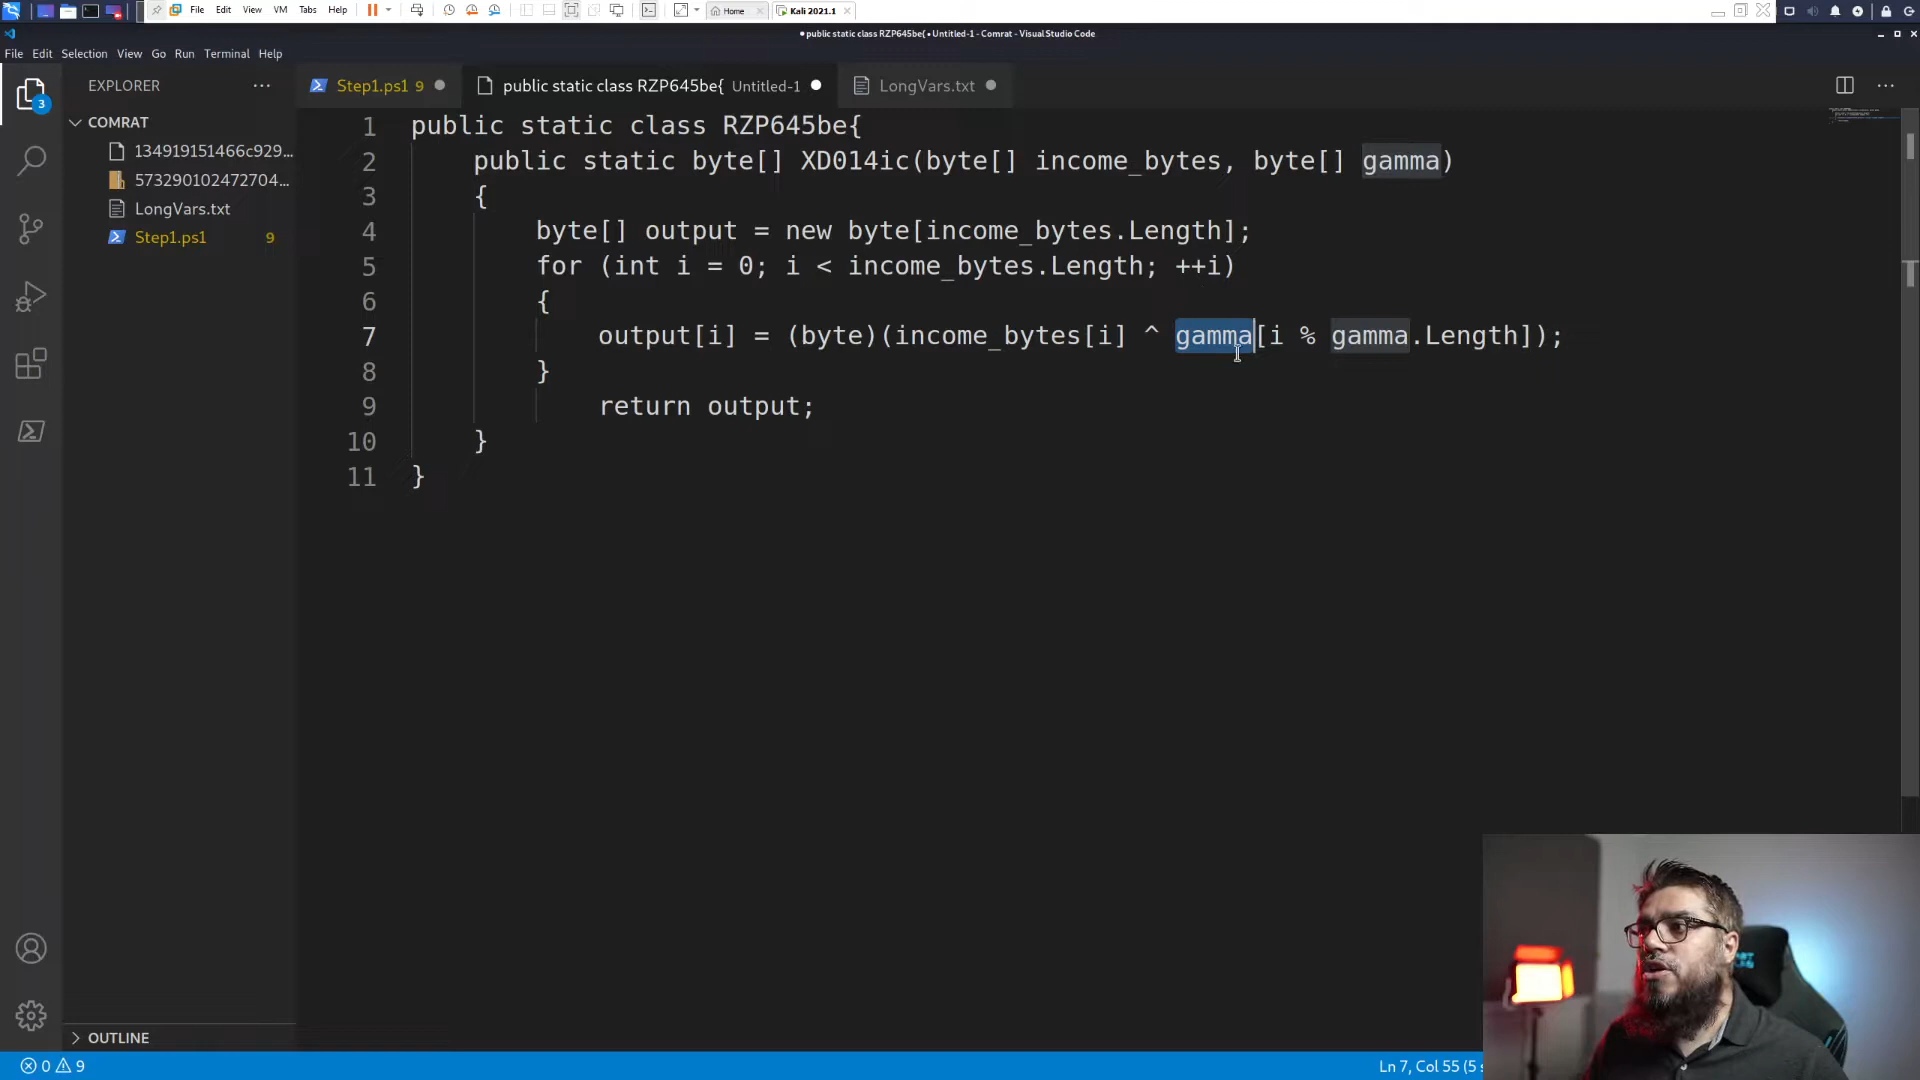 File Edit View VM Tabs Help Home Kali 2021.1
• public static class RZP645be{ • Untitled-1 - Comrat - Visual Studio Code
File Edit Selection View Go Run Terminal Help
EXPLORER
Step1.ps1 9 public static class RZP645be{ Untitled-1 LongVars.txt
3
COMRAT
134919151466c929...
573290102472704...
LongVars.txt
Step1.ps1 9
1 public static class RZP645be{
2 public static byte[] XD014ic(byte[] income_bytes, byte[] gamma)
3 {
4 byte[] output = new byte[income_bytes.Length];
5 for (int i = 0; i < income_bytes.Length; ++i)
6 {
7 output[i] = (byte)(income_bytes[i] ^ gamma[i % gamma.Length]);
8 }
9 return output;
10 }
11 }
OUTLINE
0 9
Ln 7, Col 55 (5